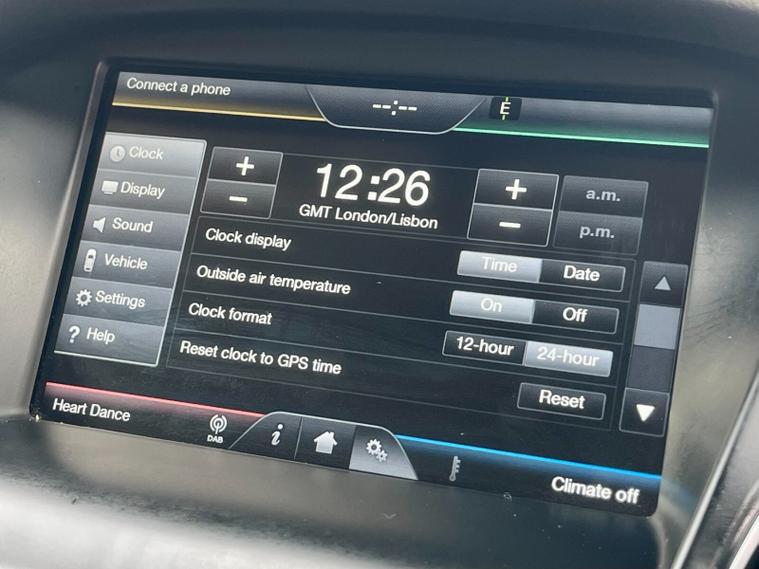 Connect a phone
--:--
E
Clock
Display
Sound
Vehicle
Settings
? Help
+
12:26
+
a.m.
−
GMT London/Lisbon
−
p.m.
Clock display
Time
Date
Outside air temperature
On
Off
Clock format
12-hour
24-hour
Reset clock to GPS time
Reset
Heart Dance
DAB
i
Climate off